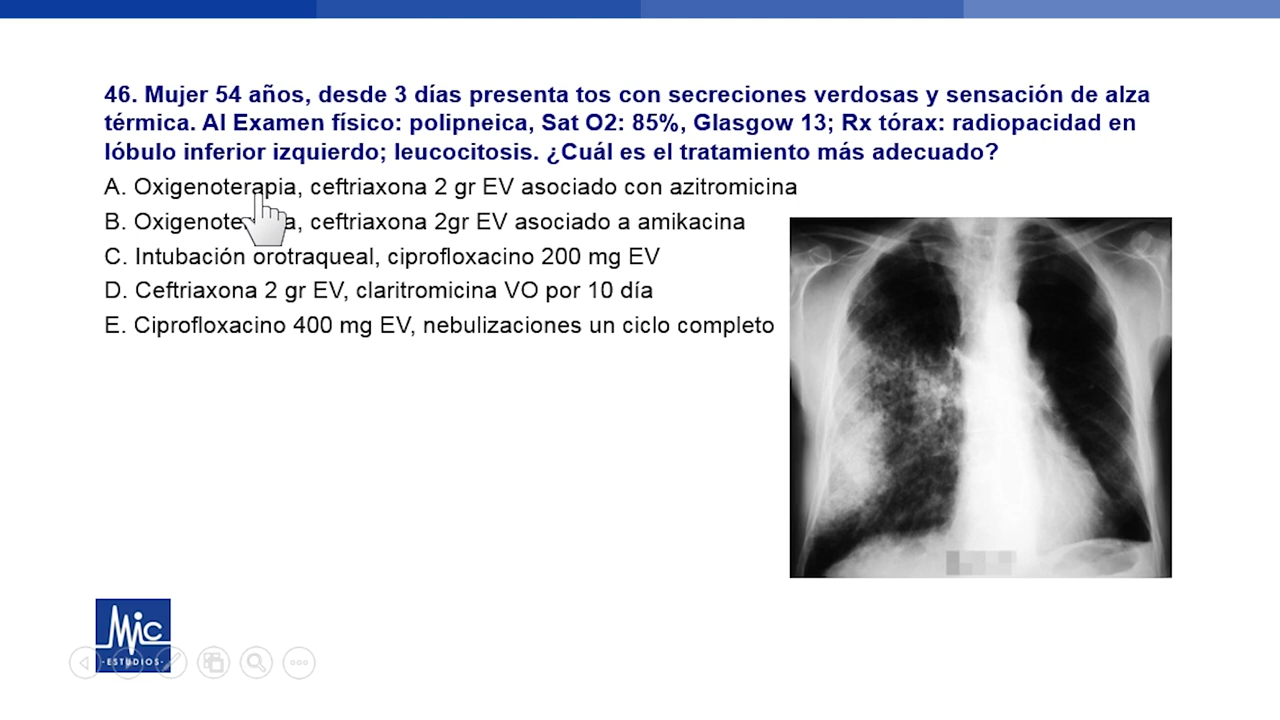 46. Mujer 54 años, desde 3 días presenta tos con secreciones verdosas y sensación de alza
térmica. Al Examen físico: polipneica, Sat O2: 85%, Glasgow 13; Rx tórax: radiopacidad en
lóbulo inferior izquierdo; leucocitosis. ¿Cuál es el tratamiento más adecuado?
A. Oxigenoterapia, ceftriaxona 2 gr EV asociado con azitromicina
B. Oxigenoterapia, ceftriaxona 2gr EV asociado a amikacina
C. Intubación orotraqueal, ciprofloxacino 200 mg EV
D. Ceftriaxona 2 gr EV, claritromicina VO por 10 día
E. Ciprofloxacino 400 mg EV, nebulizaciones un ciclo completo
Mic
-ESTUDIOS-